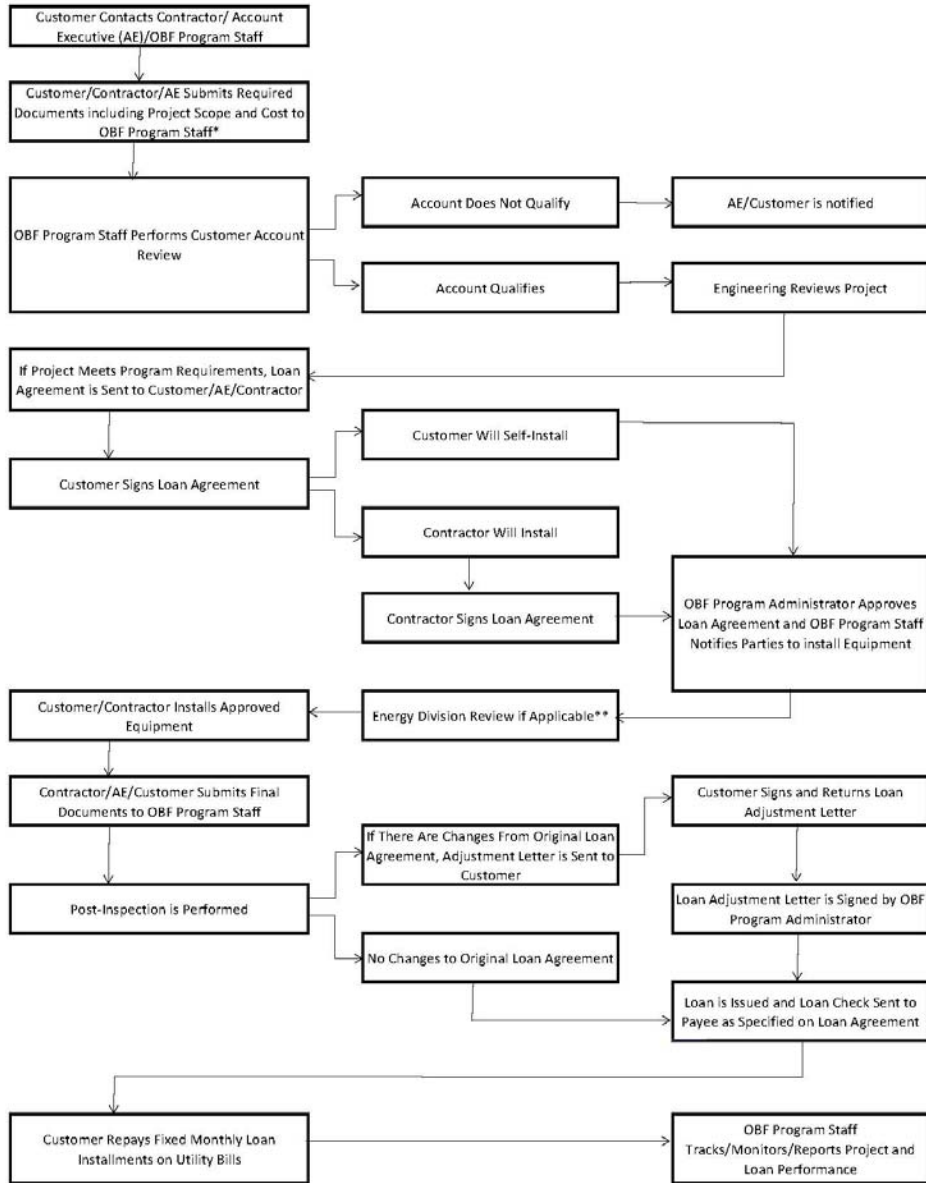 Customer Contacts Contractor/ Account
Executive (AE)/OBF Program Staff
Customer/Contractor/AE Submits Required
Documents including Project Scope and Cost to
OBF Program Staff*
OBF Program Staff Performs Customer Account
Review
Account Does Not Qualify
AE/Customer is notified
Account Qualifies
Engineering Reviews Project
If Project Meets Program Requirements, Loan
Agreement is Sent to Customer/AE/Contractor
Customer Signs Loan Agreement
Customer Will Self-Install
Contractor Will Install
Contractor Signs Loan Agreement
OBF Program Administrator Approves
Loan Agreement and OBF Program Staff
Notifies Parties to install Equipment
Energy Division Review if Applicable**
Customer/Contractor Installs Approved
Equipment
Contractor/AE/Customer Submits Final
Documents to OBF Program Staff
Post-Inspection is Performed
If There Are Changes From Original Loan
Agreement, Adjustment Letter is Sent to
Customer
Customer Signs and Returns Loan
Adjustment Letter
Loan Adjustment Letter is Signed by OBF
Program Administrator
No Changes to Original Loan Agreement
Loan is Issued and Loan Check Sent to
Payee as Specified on Loan Agreement
Customer Repays Fixed Monthly Loan
Installments on Utility Bills
OBF Program Staff
Tracks/Monitors/Reports Project and
Loan Performance